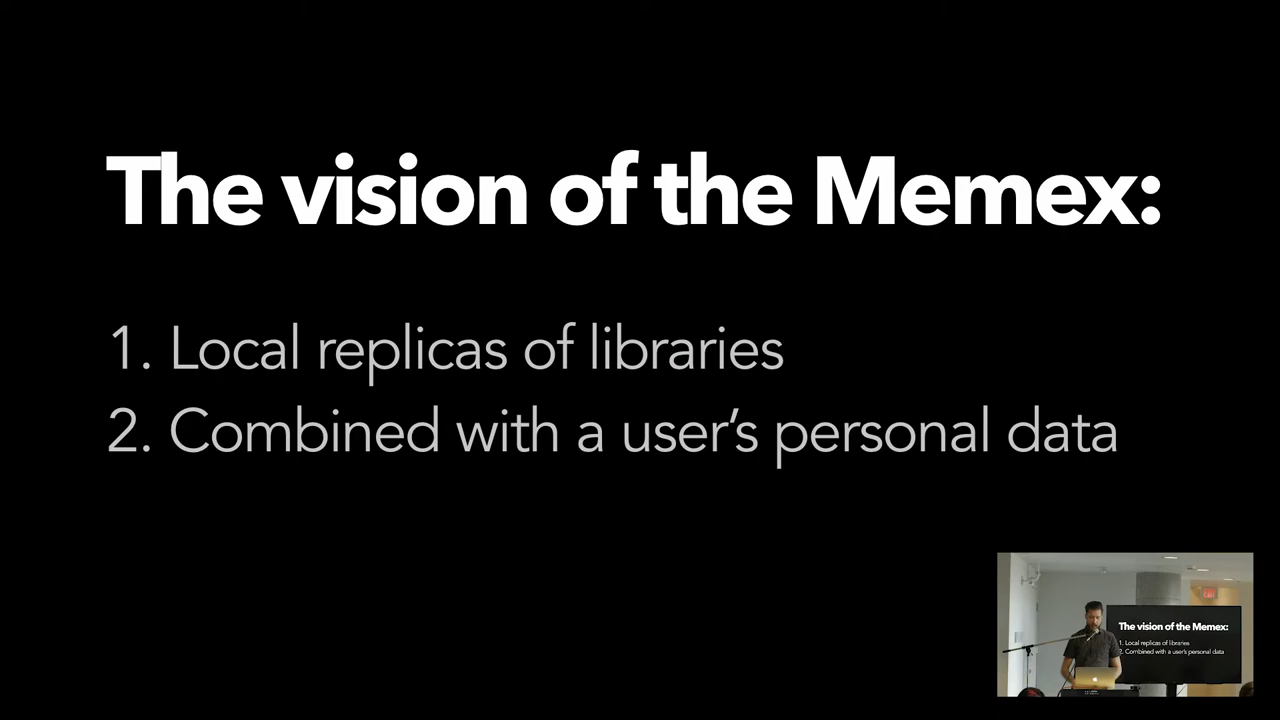 The vision of the Memex:
1. Local replicas of libraries
2. Combined with a user’s personal data
The vision of the Memex:
1. Local replicas of libraries
2. Combined with a user’s personal data